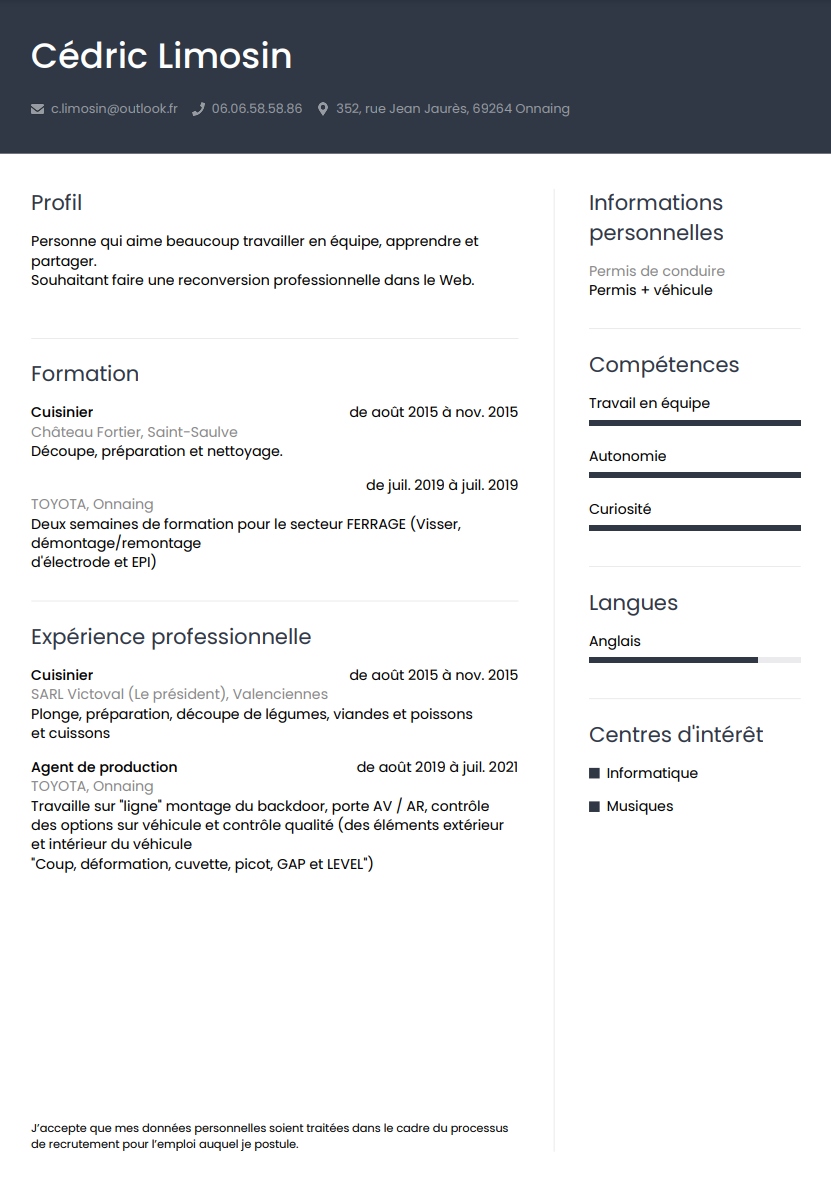 Cédric Limosin
c.limosin@outlook.fr 06.06.58.58.86 352, rue Jean Jaurès, 69264 Onnaing
Profil
Personne qui aime beaucoup travailler en équipe, apprendre et
partager.
Souhaitant faire une reconversion professionnelle dans le Web.
Formation
Cuisinier de août 2015 à nov. 2015
Château Fortier, Saint-Saulve
Découpe, préparation et nettoyage.
de juil. 2019 à juil. 2019
TOYOTA, Onnaing
Deux semaines de formation pour le secteur FERRAGE (Visser,
démontage/remontage
d'électrode et EPI)
Expérience professionnelle
Cuisinier de août 2015 à nov. 2015
SARL Victoval (Le président), Valenciennes
Plonge, préparation, découpe de légumes, viandes et poissons
et cuissons
Agent de production de août 2019 à juil. 2021
TOYOTA, Onnaing
Travaille sur "ligne" montage du backdoor, porte AV / AR, contrôle
des options sur véhicule et contrôle qualité (des éléments extérieur
et intérieur du véhicule
"Coup, déformation, cuvette, picot, GAP et LEVEL")
J’accepte que mes données personnelles soient traitées dans le cadre du processus
de recrutement pour l’emploi auquel je postule.
Informations
personnelles
Permis de conduire
Permis + véhicule
Compétences
Travail en équipe
Autonomie
Curiosité
Langues
Anglais
Centres d'intérêt
Informatique
Musiques